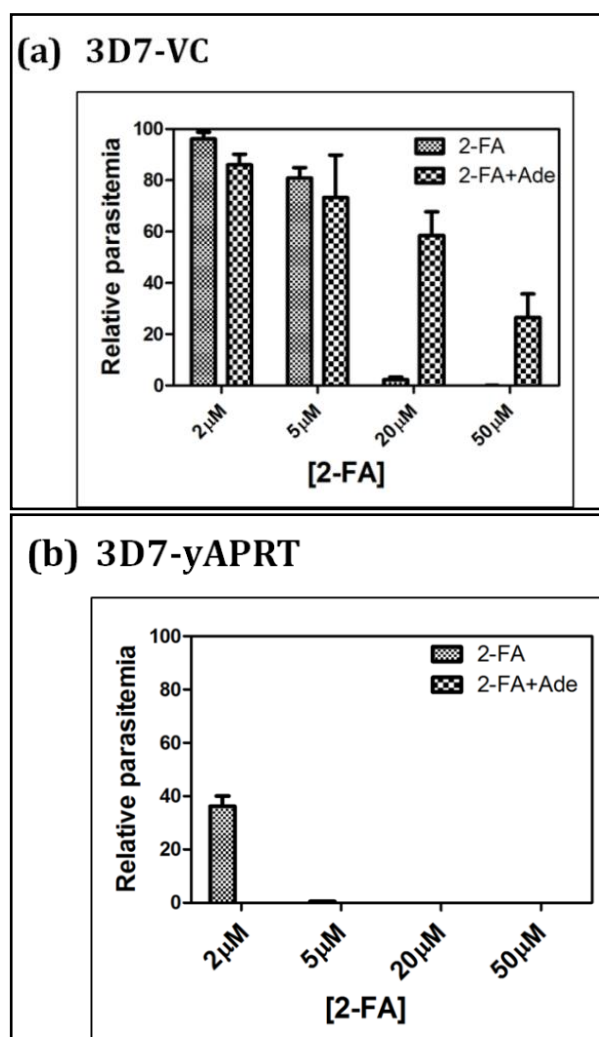 (a) 3D7-VC
100
80
60
40
20
0
Relative parasitemia
2-FA
2-FA+Ade
2µM
5µM
20µM
50µM
[2-FA]
(b) 3D7-yAPRT
100
80
60
40
20
0
Relative parasitemia
2-FA
2-FA+Ade
2µM
5µM
20µM
50µM
[2-FA]